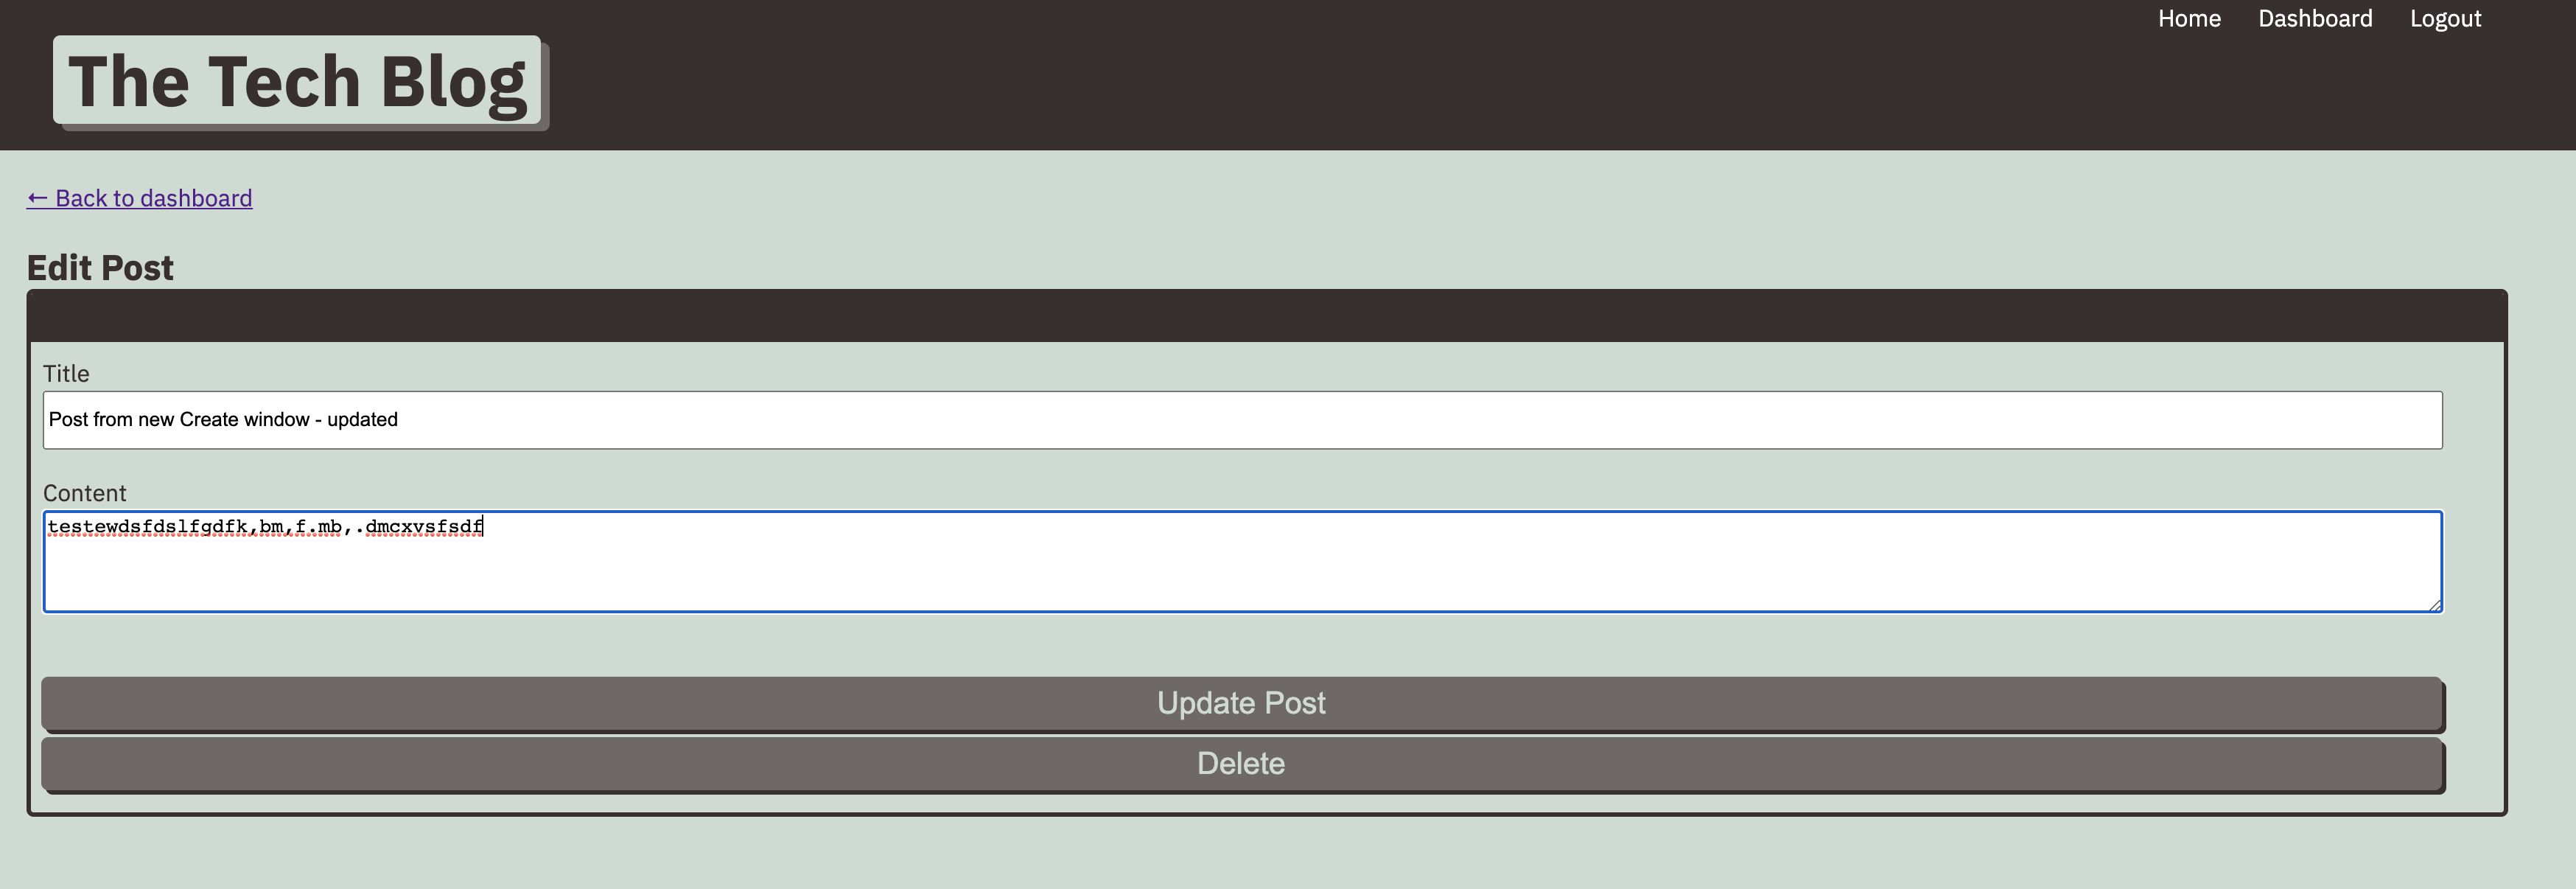 Home Dashboard Logout
The Tech Blog
← Back to dashboard
Edit Post
Title
Post from new Create window - updated
Content
testewdsfdslfgdfk,bm,f.mb,.dmcxvsfsdf
Update Post
Delete